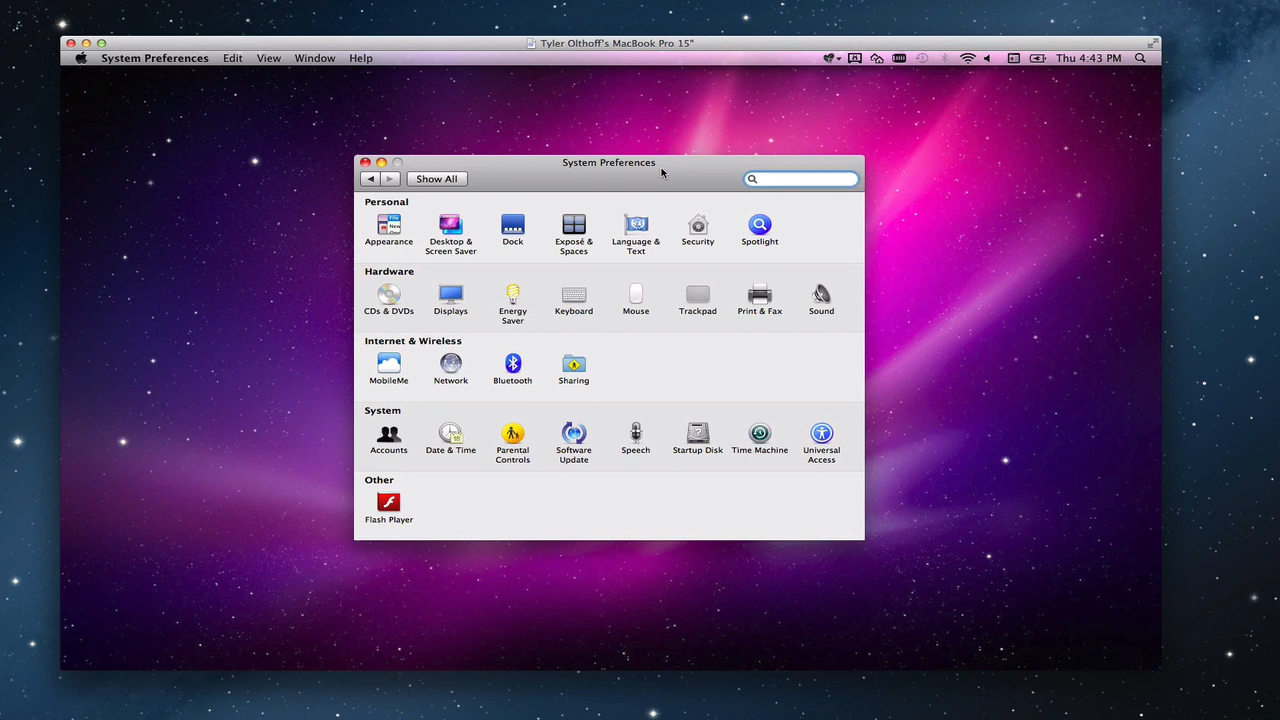 Tyler Olthoff's MacBook Pro 15"
System Preferences Edit View Window Help Thu 4:43 PM
System Preferences
Show All
Personal
Appearance
Desktop &
Screen Saver
Dock
Exposé &
Spaces
Language &
Text
Security
Spotlight
Hardware
CDs & DVDs
Displays
Energy
Saver
Keyboard
Mouse
Trackpad
Print & Fax
Sound
Internet & Wireless
MobileMe
Network
Bluetooth
Sharing
System
Accounts
Date & Time
Parental
Controls
Software
Update
Speech
Startup Disk
Time Machine
Universal
Access
Other
Flash Player